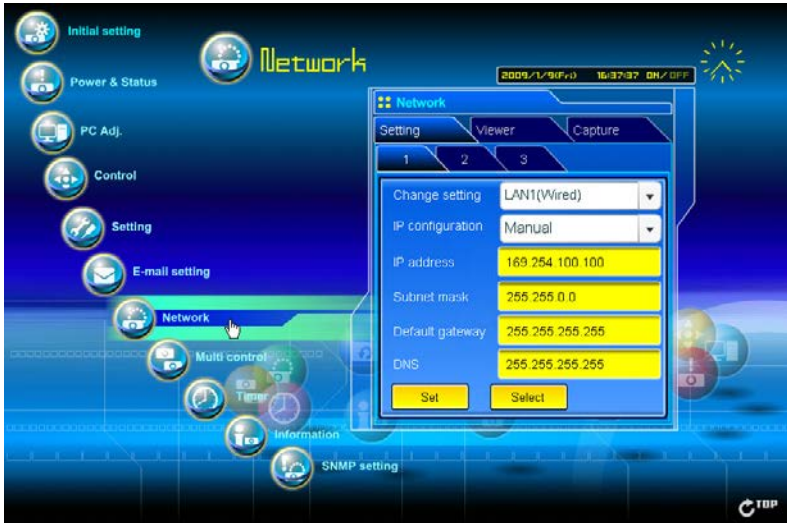 Initial setting
Power & Status
PC Adj.
Control
Setting
E-mail setting
Network
Multi control
Timer
Information
SNMP setting
Network
2009/1/9(Fri) 16:37:37 ON/OFF
Network
Setting Viewer Capture
1 2 3
Change setting LAN1(Wired)
IP configuration Manual
IP address 169.254.100.100
Subnet mask 255.255.0.0
Default gateway 255.255.255.255
DNS 255.255.255.255
Set Select
TOP